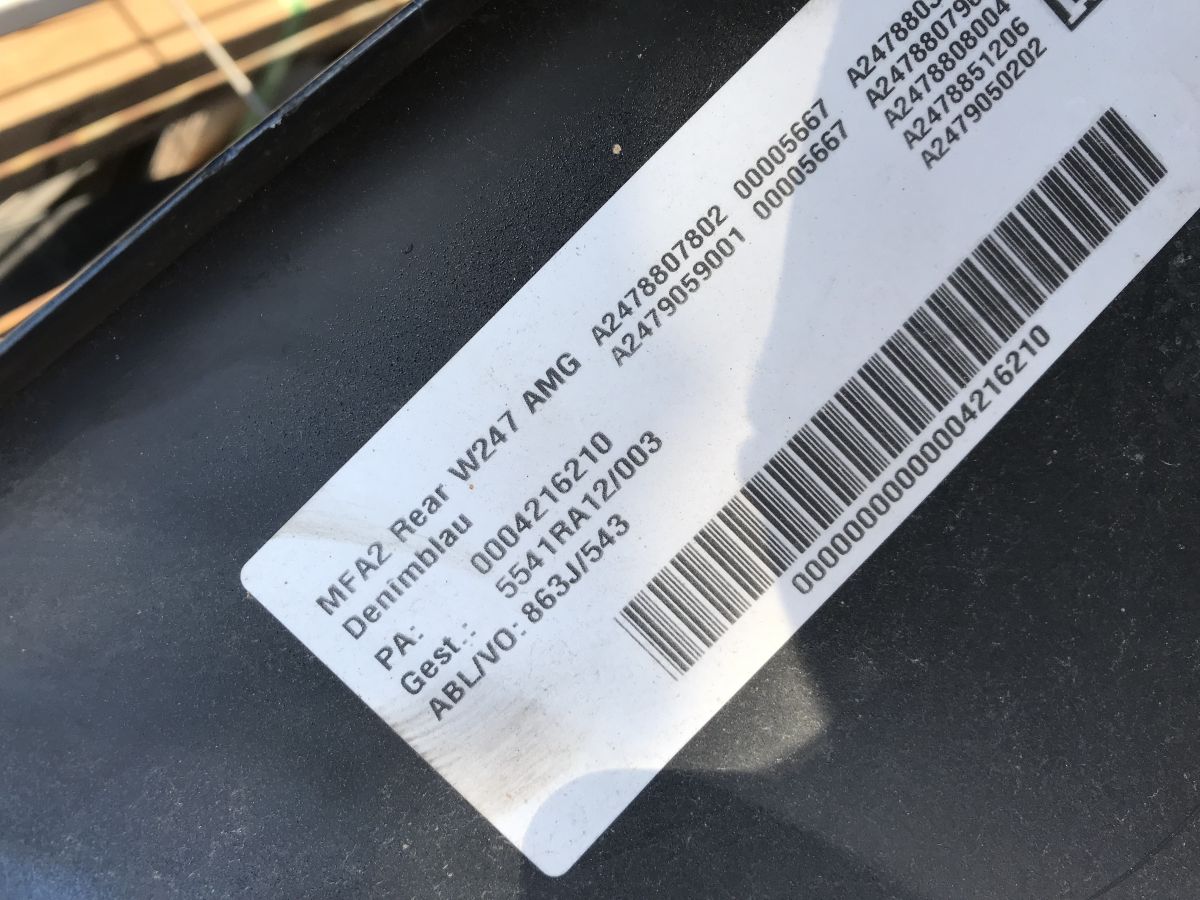 MFA2 Rear W247 AMG A2478807802 00005667
A2479059001 00005667
Denimblau
PA: 0004216210
Gest.: 5541RA12/003
ABL/VO: 863J/543
A2478808004
A2478851206
A2479050202
00000000000004216210